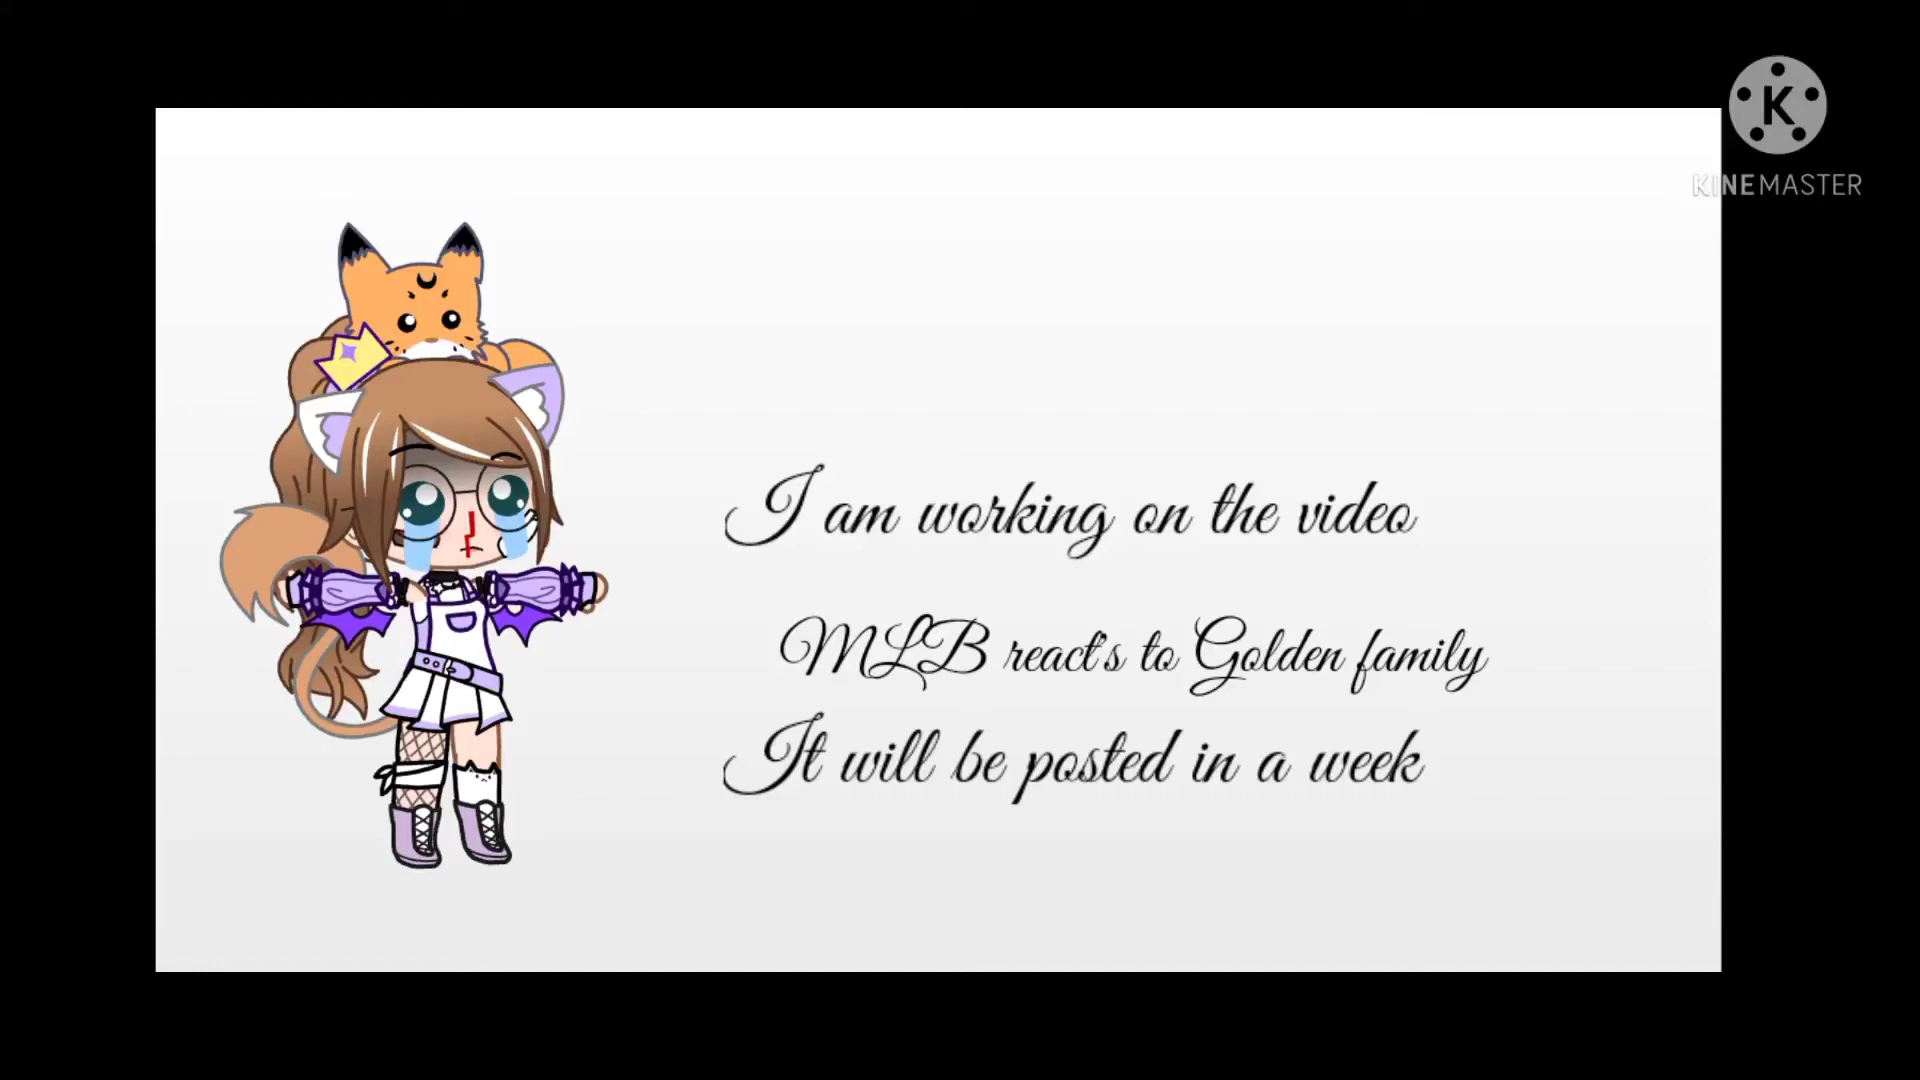 K
KINEMASTER
I am working on the video
MLB react's to Golden family
It will be posted in a week